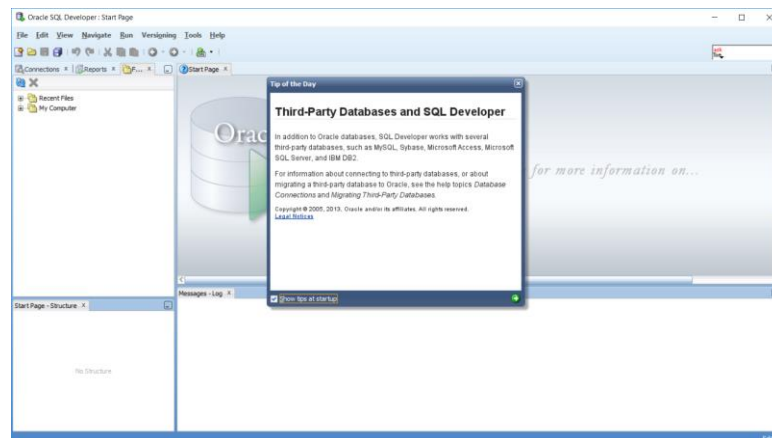 Oracle SQL Developer : Start Page
File Edit View Navigate Run Versioning Tools Help
Connections Reports F...
Start Page
Recent Files
My Computer
Orac
for more information on...
Tip of the Day
Third-Party Databases and SQL Developer
In addition to Oracle databases, SQL Developer works with several
third-party databases, such as MySQL, Sybase, Microsoft Access, Microsoft
SQL Server, and IBM DB2.
For information about connecting to third-party databases, or about
migrating a third-party database to Oracle, see the help topics Database
Connections and Migrating Third-Party Databases.
Copyright © 2005, 2013, Oracle and/or its affiliates. All rights reserved.
Legal Notices
Show tips at startup
Messages - Log
Start Page - Structure
No Structure